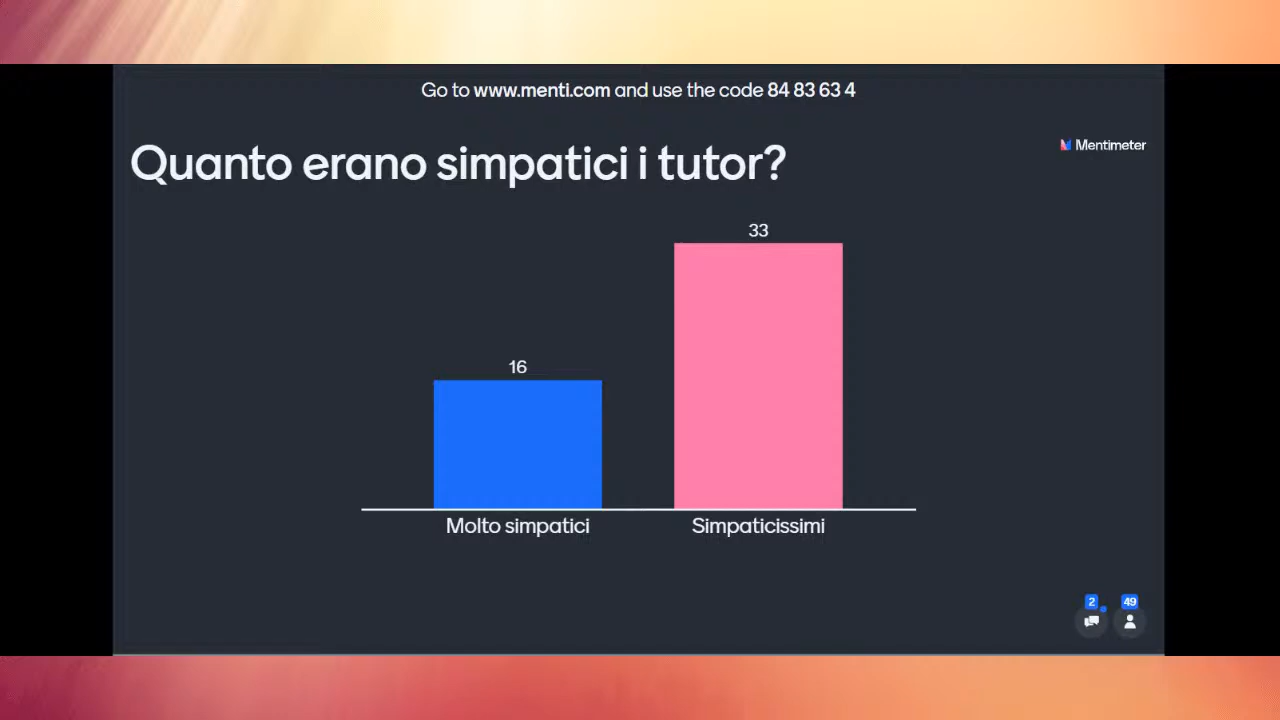 Go to www.menti.com and use the code 84 83 63 4
Mentimeter
Quanto erano simpatici i tutor?
33
16
Molto simpatici
Simpaticissimi
2
49